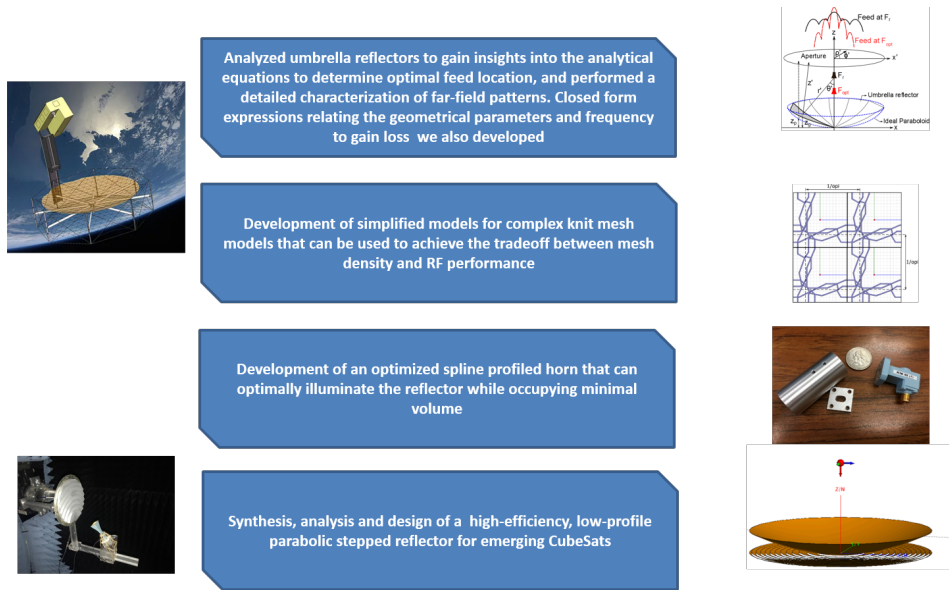 Analyzed umbrella reflectors to gain insights into the analytical
equations to determine optimal feed location, and performed a
detailed characterization of far-field patterns. Closed form
expressions relating the geometrical parameters and frequency
to gain loss  we also developed
Feed at Ff
Feed at Fopt
z
Aperture
x'
z'
r'
θ'
Ff
Fopt
Umbrella reflector
Ideal Paraboloid
x
Development of simplified models for complex knit mesh
models that can be used to achieve the tradeoff between mesh
density and RF performance
1/opi
1/opi
Development of an optimized spline profiled horn that can
optimally illuminate the reflector while occupying minimal
volume
Synthesis, analysis and design of a  high-efficiency, low-profile
parabolic stepped reflector for emerging CubeSats
Z/N